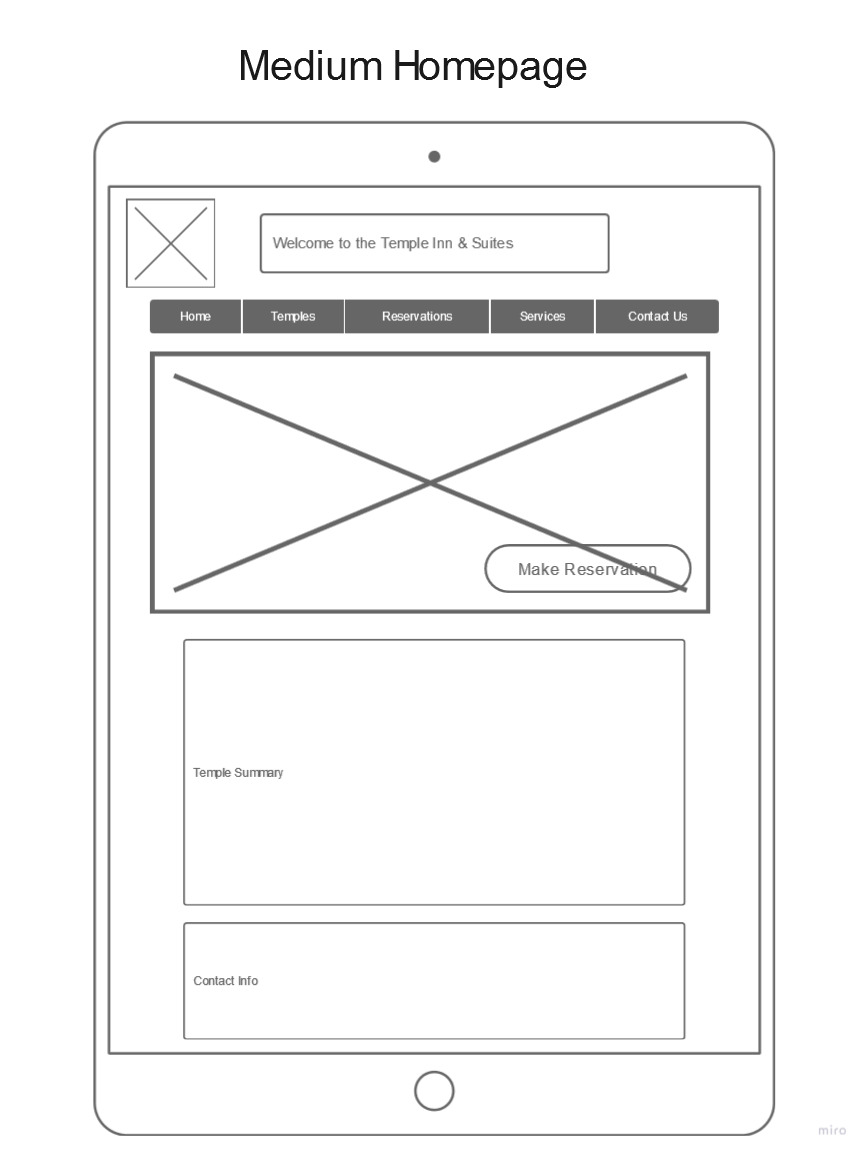 Medium Homepage
Welcome to the Temple Inn & Suites
Home Temples Reservations Services Contact Us
Make Reservation
Temple Summary
Contact Info
miro